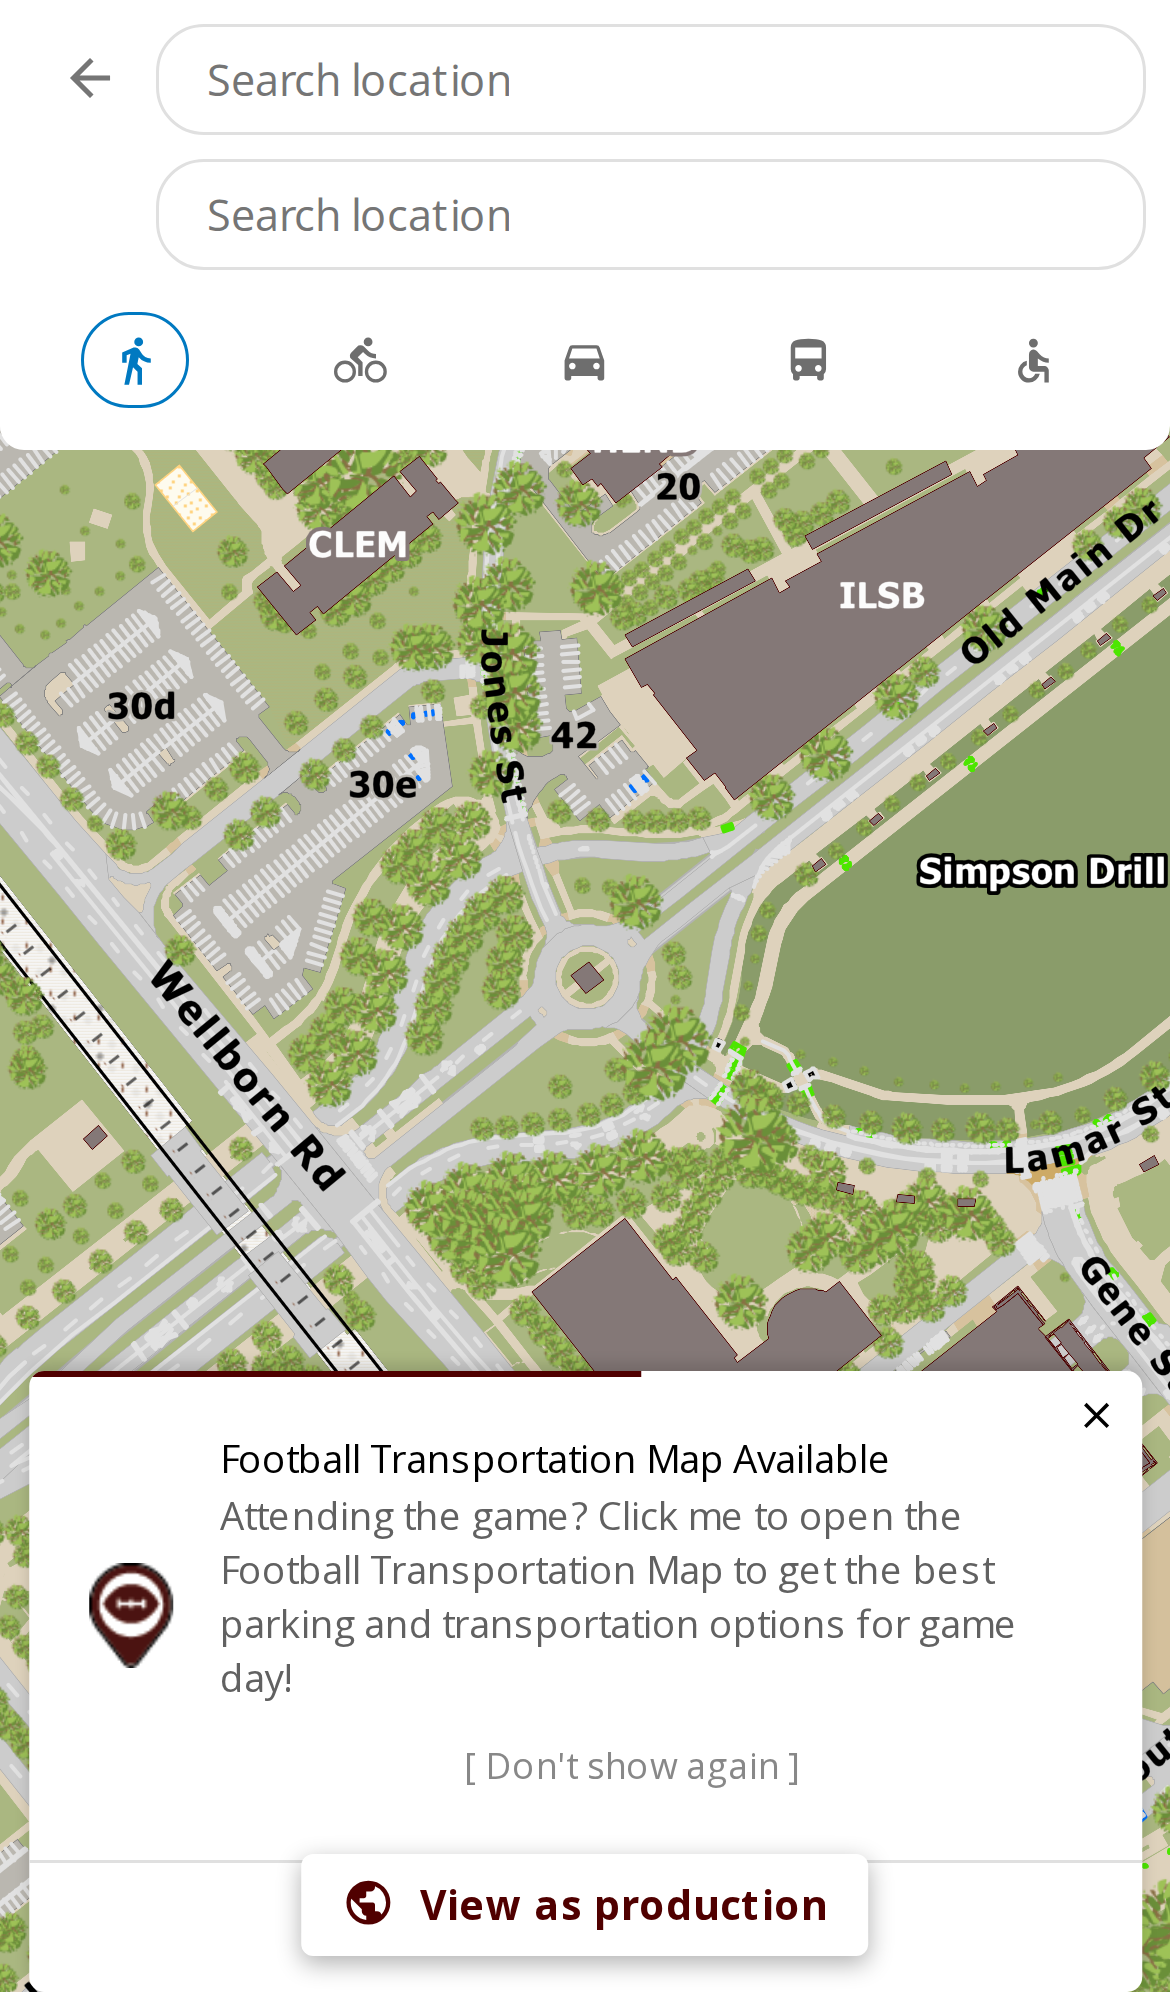 Search location
Search location
20
CLEM
ILSB
Old Main Dr
Jones St
30d
42
30e
Simpson Drill
Wellborn Rd
Lamar St
Gene St
Football Transportation Map Available
Attending the game? Click me to open the
Football Transportation Map to get the best
parking and transportation options for game
day!
[ Don't show again ]
View as production